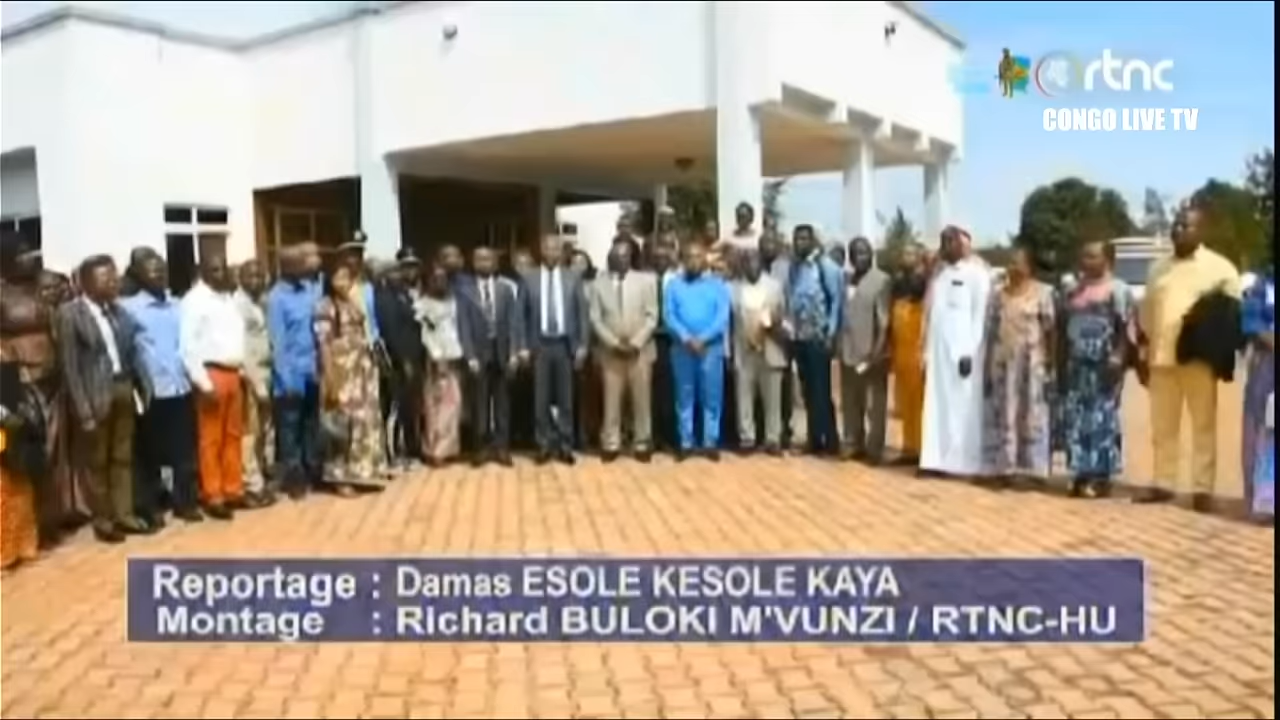 rtnc
CONGO LIVE TV
Reportage : Damas ESOLE KESOLE KAYA
Montage : Richard BULOKI M'VUNZI / RTNC-HU